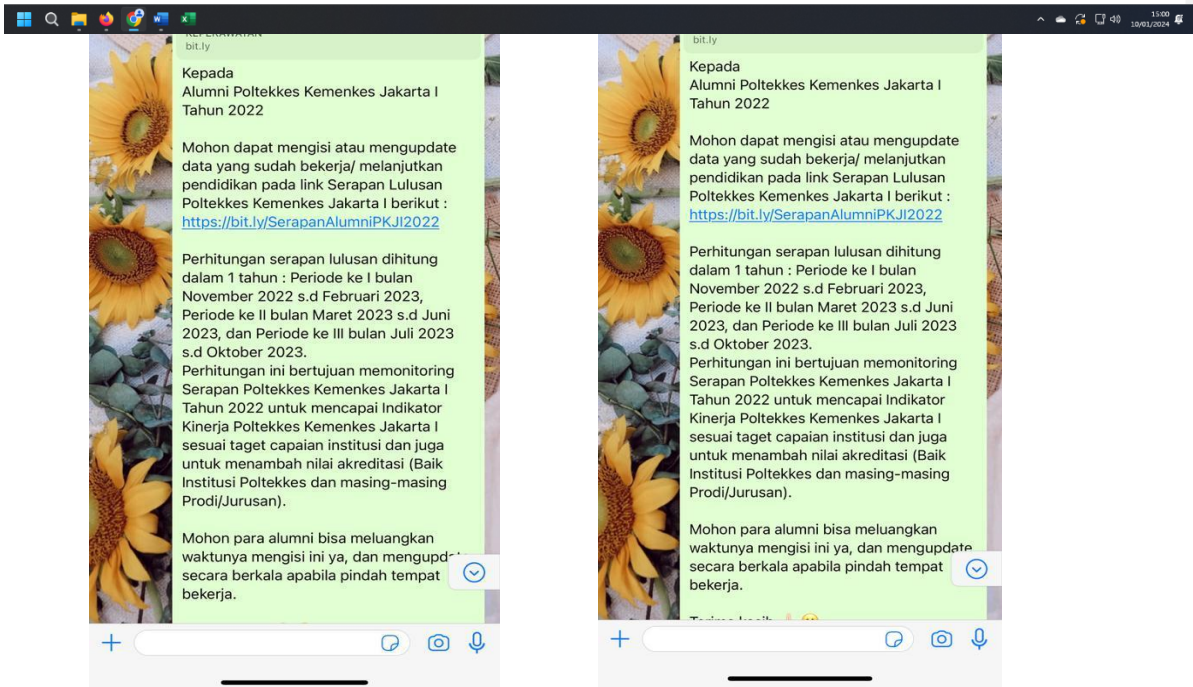 15:00
10/01/2024
KEPERAWATAN
bit.ly
Kepada
Alumni Poltekkes Kemenkes Jakarta I
Tahun 2022
Mohon dapat mengisi atau mengupdate
data yang sudah bekerja/ melanjutkan
pendidikan pada link Serapan Lulusan
Poltekkes Kemenkes Jakarta I berikut :
https://bit.ly/SerapanAlumniPKJI2022
Perhitungan serapan lulusan dihitung
dalam 1 tahun : Periode ke I bulan
November 2022 s.d Februari 2023,
Periode ke II bulan Maret 2023 s.d Juni
2023, dan Periode ke III bulan Juli 2023
s.d Oktober 2023.
Perhitungan ini bertujuan memonitoring
Serapan Poltekkes Kemenkes Jakarta I
Tahun 2022 untuk mencapai Indikator
Kinerja Poltekkes Kemenkes Jakarta I
sesuai taget capaian institusi dan juga
untuk menambah nilai akreditasi (Baik
Institusi Poltekkes dan masing-masing
Prodi/Jurusan).
Mohon para alumni bisa meluangkan
waktunya mengisi ini ya, dan mengupdate
secara berkala apabila pindah tempat
bekerja.
bit.ly
Kepada
Alumni Poltekkes Kemenkes Jakarta I
Tahun 2022
Mohon dapat mengisi atau mengupdate
data yang sudah bekerja/ melanjutkan
pendidikan pada link Serapan Lulusan
Poltekkes Kemenkes Jakarta I berikut :
https://bit.ly/SerapanAlumniPKJI2022
Perhitungan serapan lulusan dihitung
dalam 1 tahun : Periode ke I bulan
November 2022 s.d Februari 2023,
Periode ke II bulan Maret 2023 s.d Juni
2023, dan Periode ke III bulan Juli 2023
s.d Oktober 2023.
Perhitungan ini bertujuan memonitoring
Serapan Poltekkes Kemenkes Jakarta I
Tahun 2022 untuk mencapai Indikator
Kinerja Poltekkes Kemenkes Jakarta I
sesuai taget capaian institusi dan juga
untuk menambah nilai akreditasi (Baik
Institusi Poltekkes dan masing-masing
Prodi/Jurusan).
Mohon para alumni bisa meluangkan
waktunya mengisi ini ya, dan mengupdate
secara berkala apabila pindah tempat
bekerja.
Terima kasih